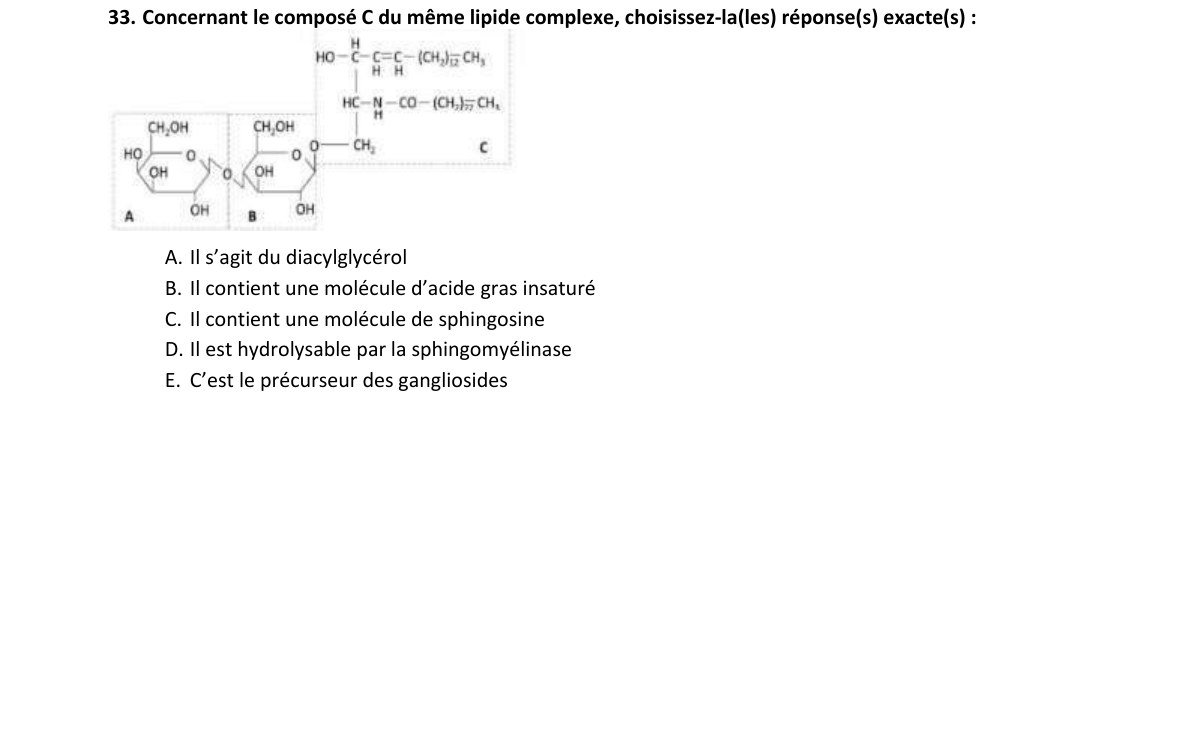 33. Concernant le composé C du même lipide complexe, choisissez-la(les) réponse(s) exacte(s) :
H
HO-C-C=C-(CH₂)₁₂ CH₃
H H
HC-N-CO-(CH₂)₂₂ CH₃
H
CH₂OH CH₂OH O CH₂ C
HO O O
OH O OH
A OH B OH
A. Il s’agit du diacylglycérol
B. Il contient une molécule d’acide gras insaturé
C. Il contient une molécule de sphingosine
D. Il est hydrolysable par la sphingomyélinase
E. C’est le précurseur des gangliosides